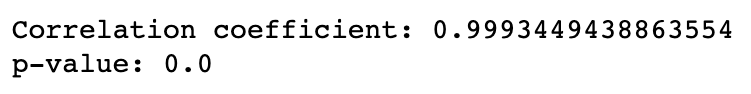 Correlation coefficient: 0.9993449438863554
p-value: 0.0